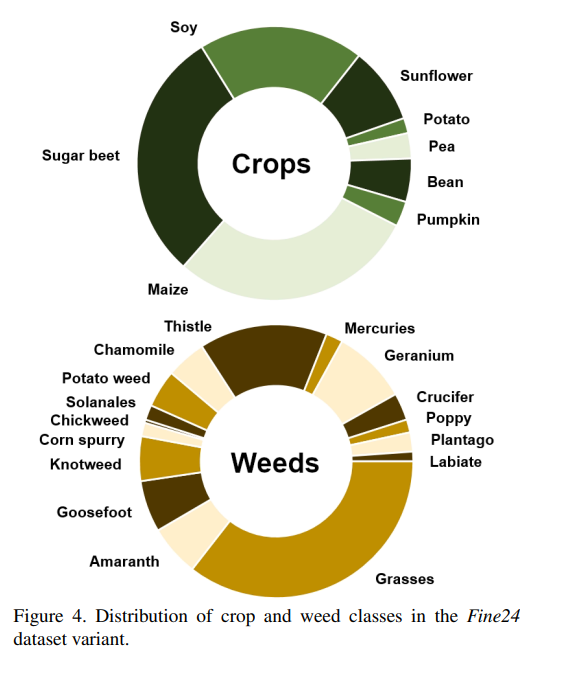 Soy
Sunflower
Potato
Pea
Sugar beet
Crops
Bean
Pumpkin
Maize
Thistle
Mercuries
Chamomile
Geranium
Potato weed
Crucifer
Solanales
Poppy
Chickweed
Plantago
Corn spurry
Labiate
Knotweed
Weeds
Goosefoot
Amaranth
Grasses
Figure 4. Distribution of crop and weed classes in the Fine24
dataset variant.